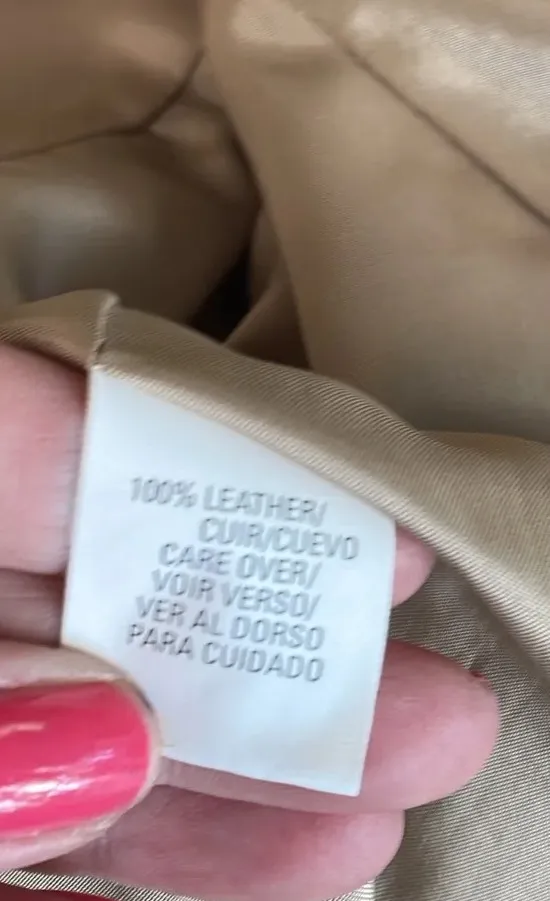 100% LEATHER/
CUIR/CUEVO
CARE OVER/
VOIR VERSO/
VER AL DORSO
PARA CUIDADO